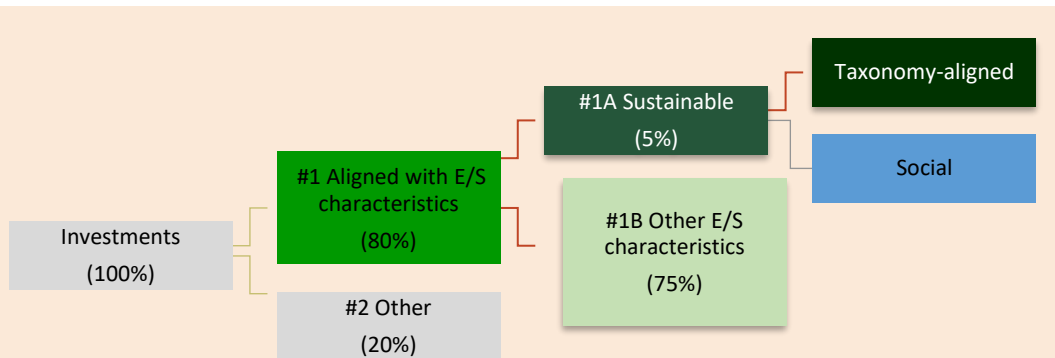 Investments
(100%)
#1 Aligned with E/S
characteristics
(80%)
#2 Other
(20%)
#1A Sustainable
(5%)
#1B Other E/S
characteristics
(75%)
Taxonomy-aligned
Social